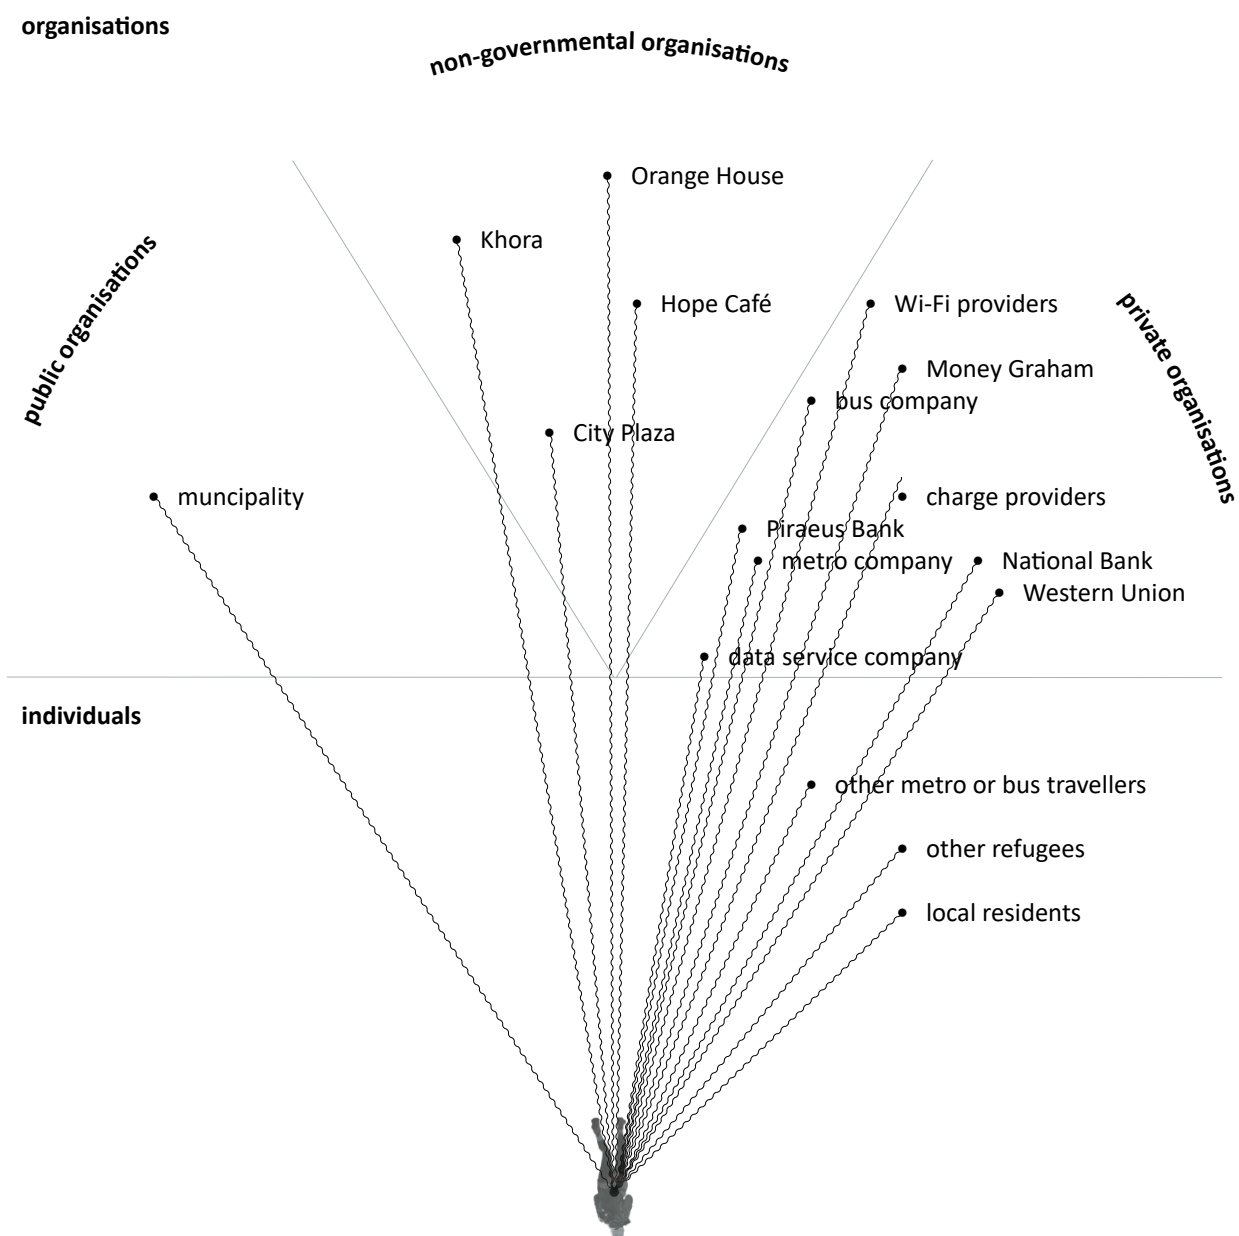 organisations
non-governmental organisations
Orange House
Khora
public organisations
Hope Café
Wi-Fi providers
private organisations
Money Graham
bus company
City Plaza
muncipality
charge providers
Piraeus Bank
metro company
National Bank
Western Union
data service company
individuals
other metro or bus travellers
other refugees
local residents